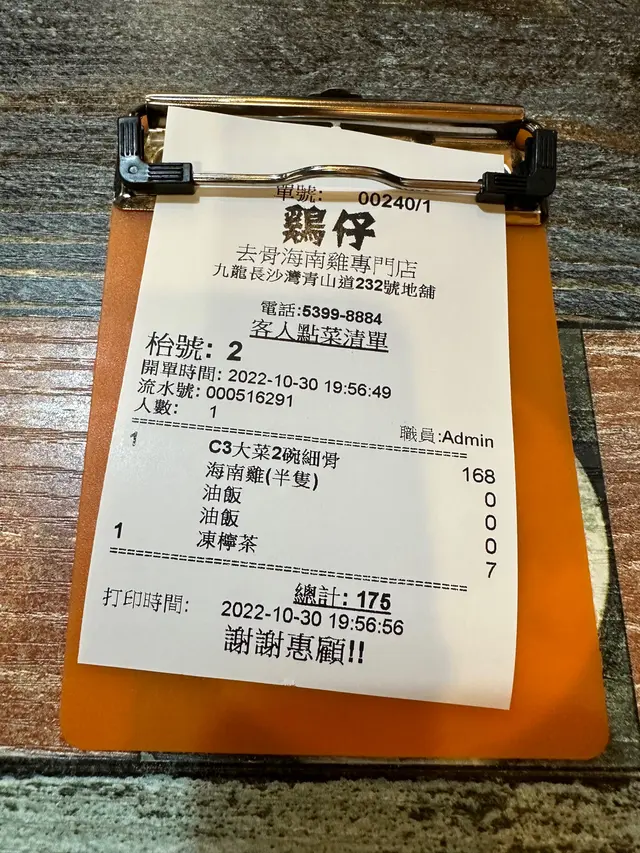 單號: 00240/1
鷄仔
去骨海南雞專門店
九龍長沙灣青山道232號地舖
電話:5399-8884
客人點菜清單
枱號: 2
開單時間: 2022-10-30 19:56:49
流水號: 000516291
人數: 1
職員:Admin
1 C3大菜2碗細骨 168
海南雞(半隻) 0
油飯 0
油飯 0
1 凍檸茶 7
總計: 175
打印時間: 2022-10-30 19:56:56
謝謝惠顧!!